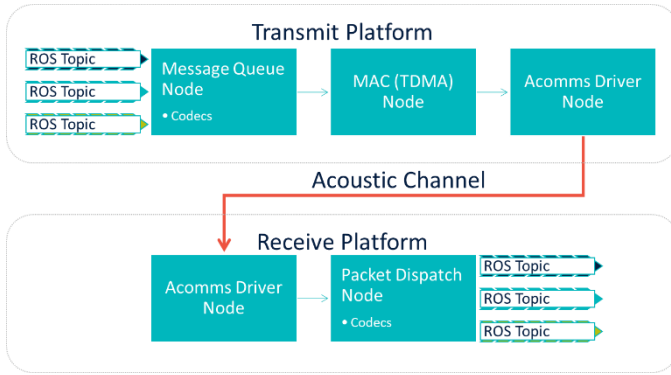 Transmit Platform
ROS Topic
ROS Topic
ROS Topic
Message Queue
Node
• Codecs
MAC (TDMA)
Node
Acomms Driver
Node
Acoustic Channel
Receive Platform
Acomms Driver
Node
Packet Dispatch
Node
• Codecs
ROS Topic
ROS Topic
ROS Topic